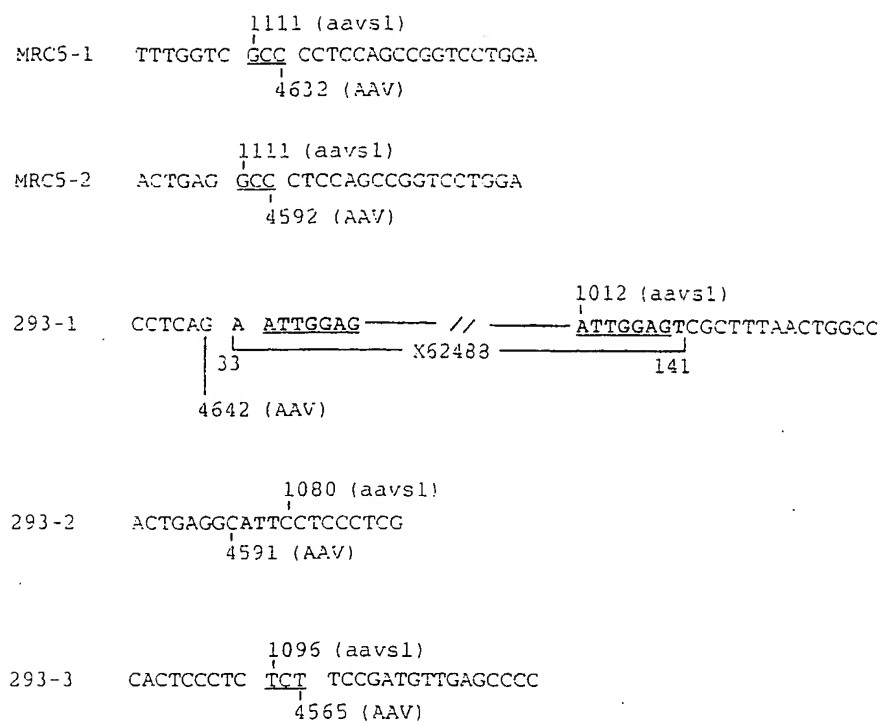 1111 (aavs1)
MRC5-1 TTTGGTC GCC CCTCCAGCCGGTCCTGGA
4632 (AAV)
1111 (aavs1)
MRC5-2 ACTGAG GCC CTCCAGCCGGTCCTGGA
4592 (AAV)
1012 (aavs1)
293-1 CCTCAG A ATTGGAG // ATTGGAGTCGCTTTAACTGGCC
33 X62488 141
4642 (AAV)
1080 (aavs1)
293-2 ACTGAGGCATTCCTCCCTCG
4591 (AAV)
1096 (aavs1)
293-3 CACTCCCTC TCT TCCGATGTTGAGCCCC
4565 (AAV)